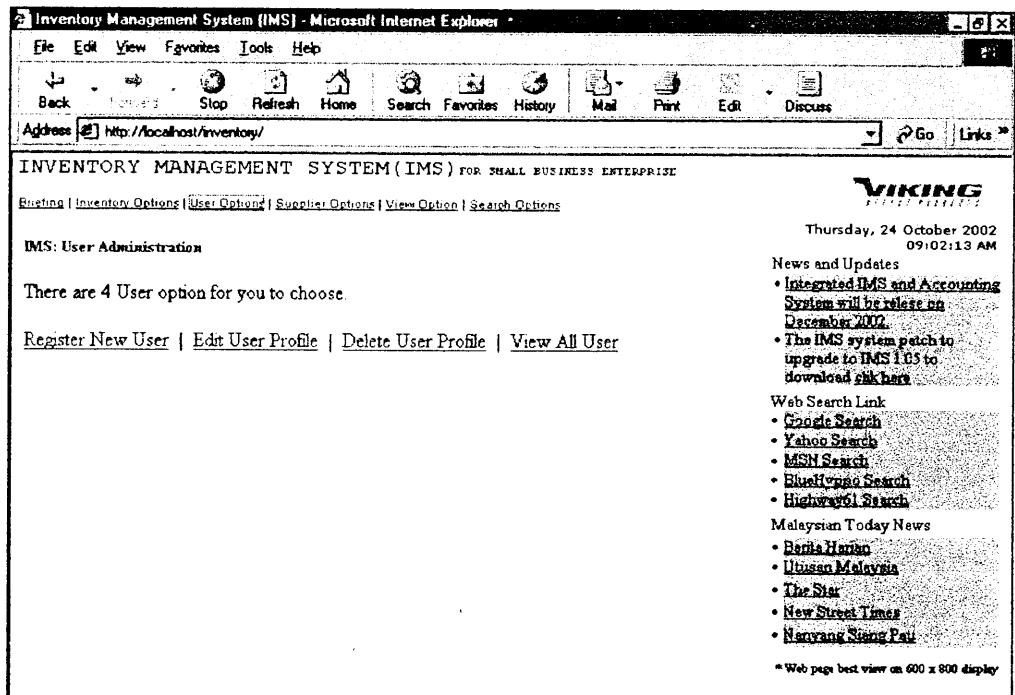 Inventory Management System (IMS) - Microsoft Internet Explorer
File Edit View Favorites Tools Help
Back Forward Stop Refresh Home Search Favorites History Mail Print Edit Discuss
Address http://localhost/inventory/ Go Links »
INVENTORY MANAGEMENT SYSTEM(IMS) FOR SMALL BUSINESS ENTERPRISE
VIKING
Briefing | Inventory Options | User Options | Supplier Options | View Option | Search Options
Thursday, 24 October 2002
09:02:13 AM
IMS: User Administration
There are 4 User option for you to choose.
Register New User | Edit User Profile | Delete User Profile | View All User
News and Updates
• Integrated IMS and Accounting
System will be relese on
December 2002.
• The IMS system patch to
upgrade to IMS 1.05 to
download clik here
Web Search Link
• Google Search
• Yahoo Search
• MSN Search
• BlueHyppo Search
• Highway61 Search
Malaysian Today News
• Berita Harian
• Utusan Malaysia
• The Star
• New Street Times
• Nanyang Siang Pau
* Web page best view on 600 x 800 display